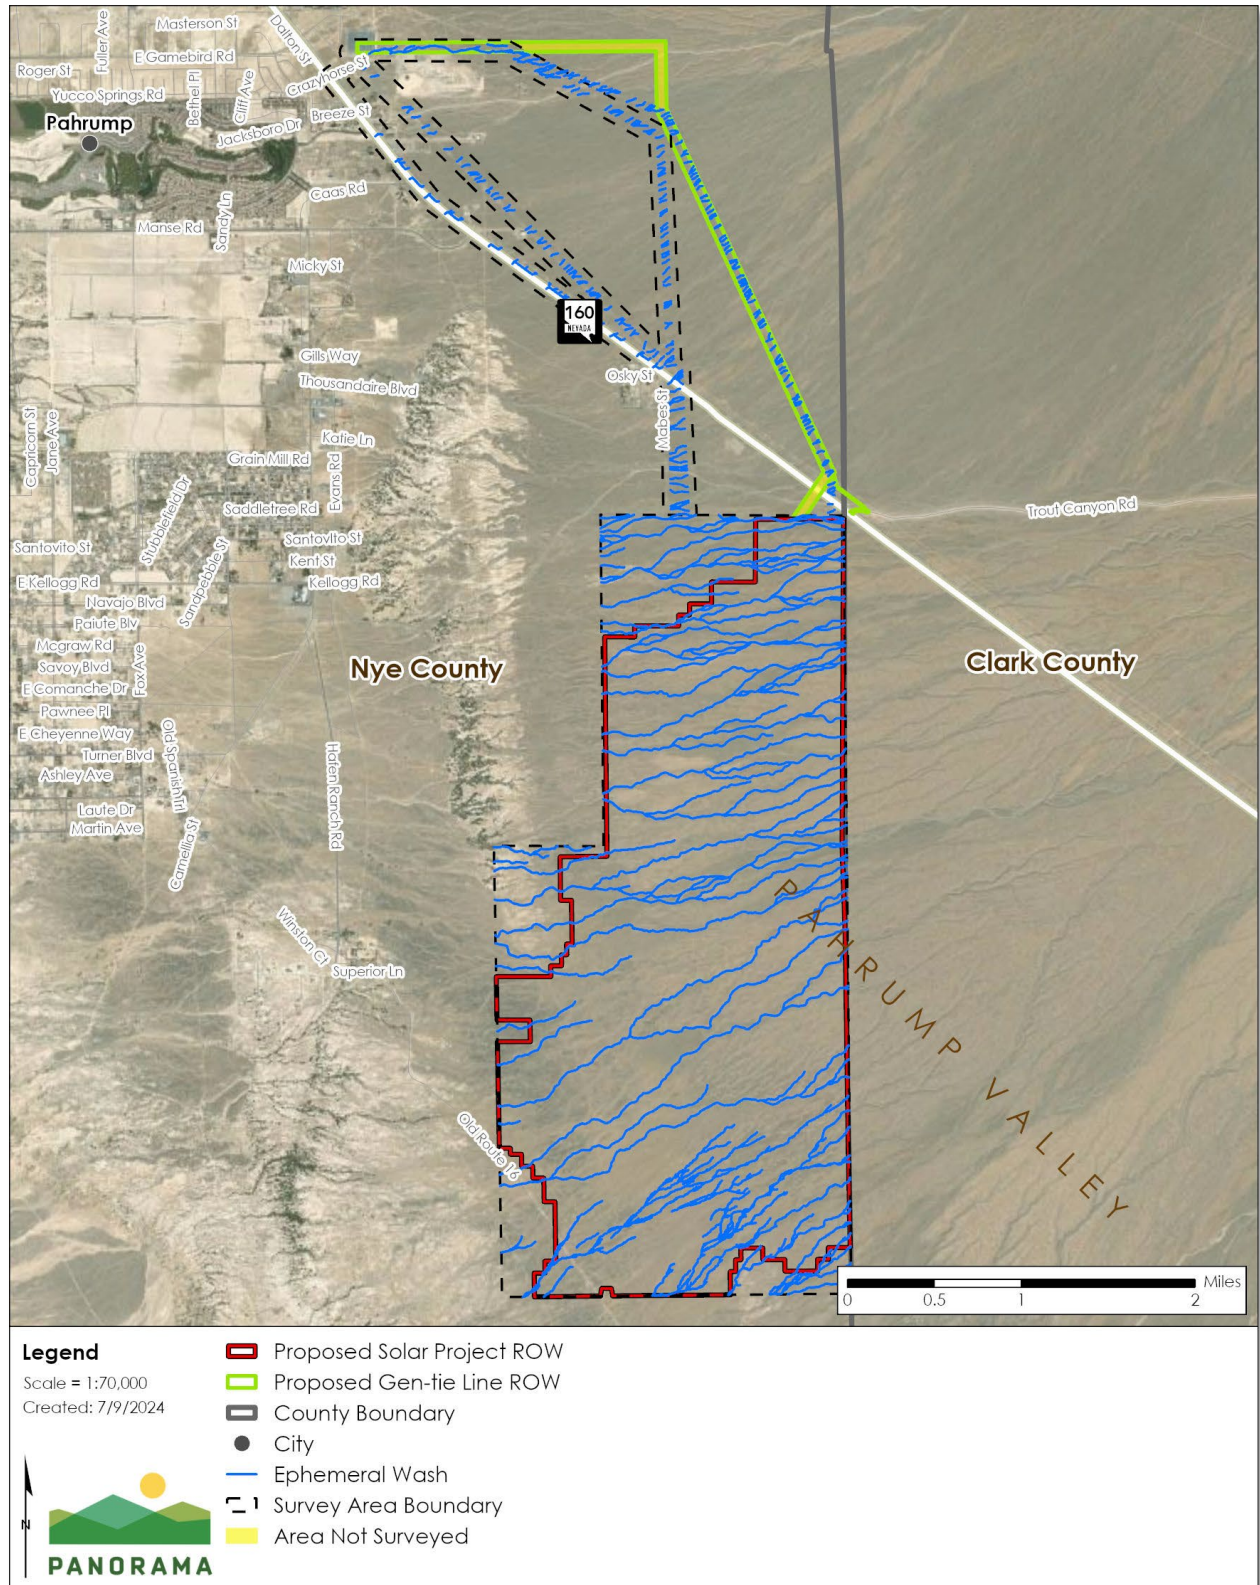 Masterson St
Fuller Ave
Dalton St
E Gamebird Rd
Roger St
Crazyhorse St
Yucco Springs Rd
Bethel Pl
Cliff Ave
Pahrump
Jacksboro Dr
Breeze St
Caas Rd
Sandy Ln
Manse Rd
Micky St
160
NEVADA
Gills Way
Osky St
Thousandaire Blvd
Mabes St
Capricorn St
Jane Ave
Katie Ln
Grain Mill Rd
Evans Rd
Stubblefield Dr
Saddletree Rd
Trout Canyon Rd
Santovito St
Santovito St
Sandpebble St
Kent St
E Kellogg Rd
Kellogg Rd
Navajo Blvd
Paiute Blv
Mcgraw Rd
Fox Ave
Savoy Blvd
Nye County
Clark County
E Comanche Dr
Pawnee Pl
E Cheyenne Way
Old Spanish Trl
Turner Blvd
Ashley Ave
Hafen Ranch Rd
Laute Dr
Martin Ave
Camellia St
PAHRUMP VALLEY
Winston Ct
Superior Ln
Old Route 16
Miles
0 0.5 1 2
Legend
Scale = 1:70,000
Created: 7/9/2024
N
PANORAMA
Proposed Solar Project ROW
Proposed Gen-tie Line ROW
County Boundary
City
Ephemeral Wash
Survey Area Boundary
Area Not Surveyed